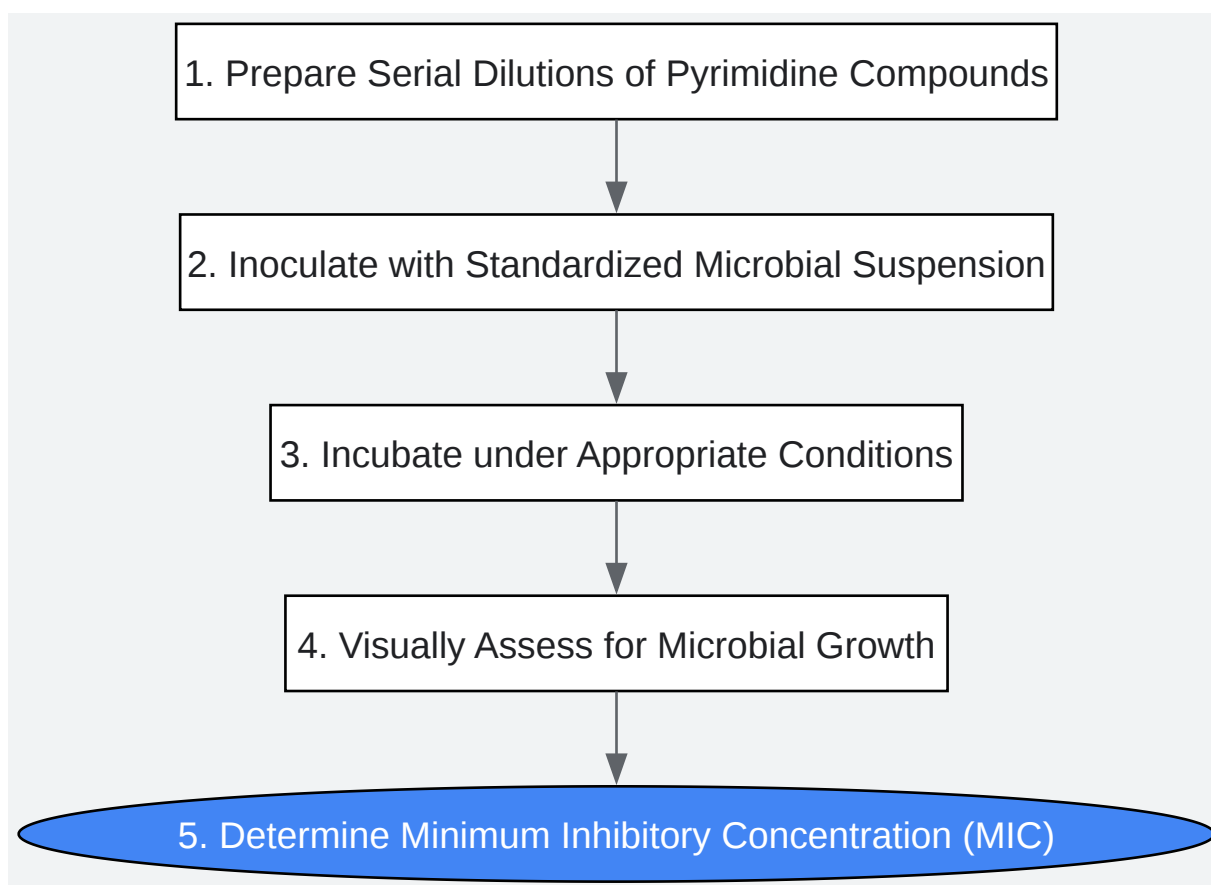 1. Prepare Serial Dilutions of Pyrimidine Compounds
2. Inoculate with Standardized Microbial Suspension
3. Incubate under Appropriate Conditions
4. Visually Assess for Microbial Growth
5. Determine Minimum Inhibitory Concentration (MIC)